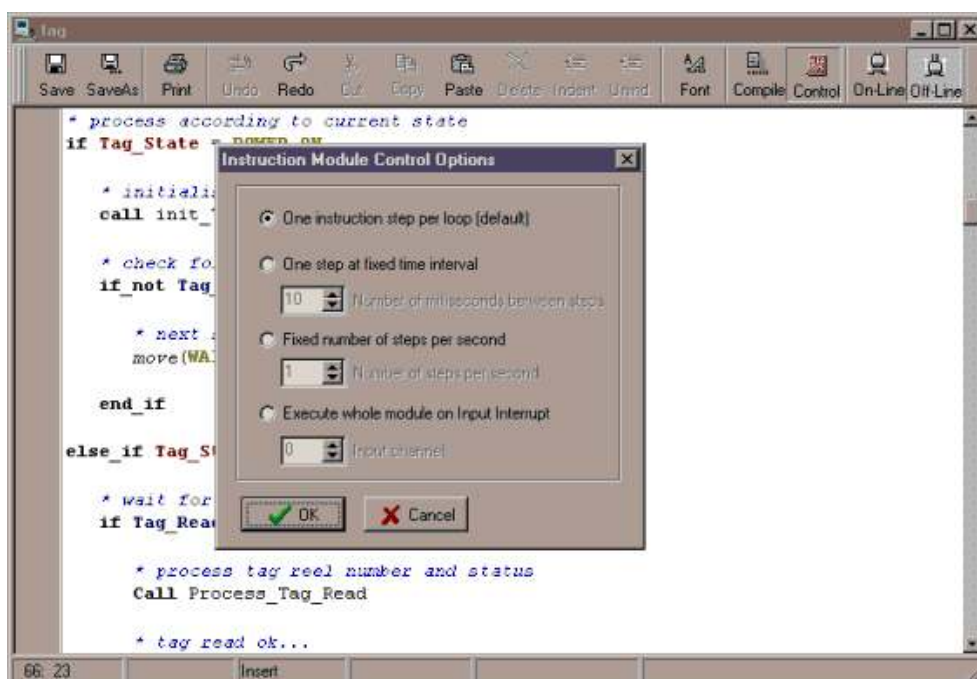 Tag
Save SaveAs Print Undo Redo Cut Copy Paste Delete Indent Unind Font Compile Control On-Line Off-Line
* process according to current state
if Tag_State = POWER_ON
Instruction Module Control Options
* initialis
call init_
* check fo
if_not Tag_
* next
move(WAI
end_if
else_if Tag_S
* wait for
if Tag_Read
One instruction step per loop (default)
One step at fixed time interval
10 Number of miliseconds between steps
Fixed number of steps per second
1 Number of steps per second
Execute whole module on Input Interrupt
0 Input channel
OK Cancel
* process tag reel number and status
Call Process_Tag_Read
* tag read ok...
66: 23 Insert